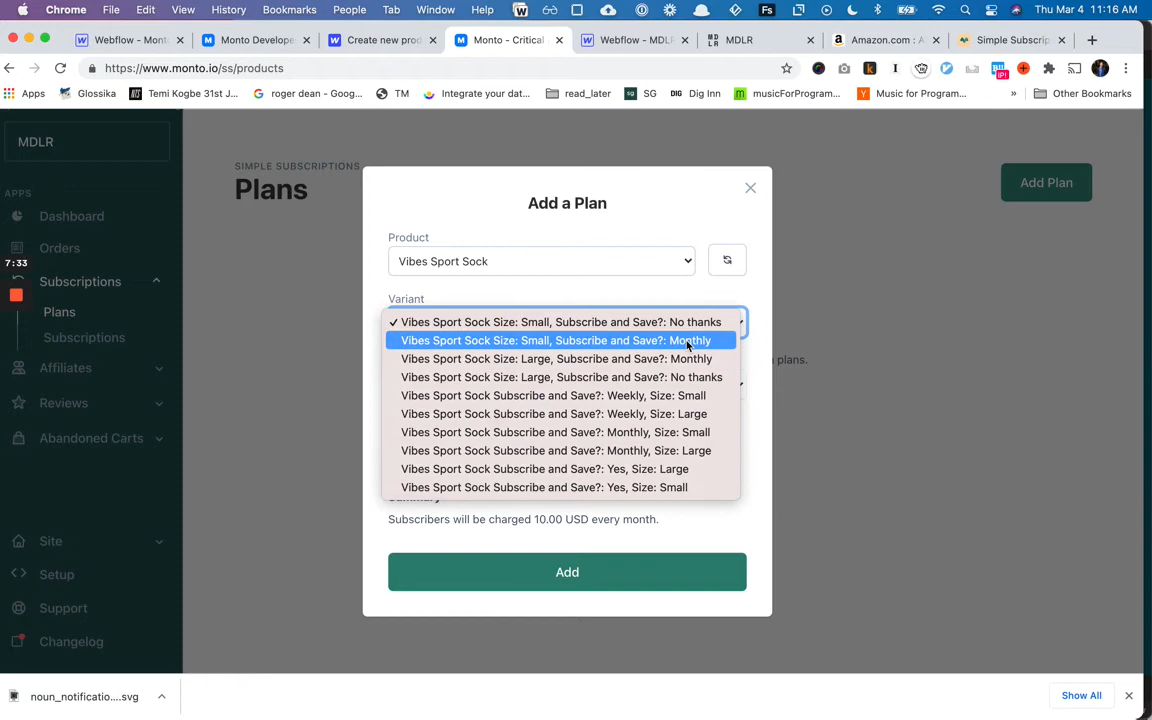 Chrome File Edit View History Bookmarks People Tab Window Help Thu Mar 4 11:16 AM
Webflow - Mont
Monto Develope
Create new prod
Monto - Critical
Webflow - MDLR
MDLR
Amazon.com : A
Simple Subscrip
https://www.monto.io/ss/products
Apps
Glossika
Temi Kogbe 31st J...
roger dean - Goog...
TM
Integrate your dat...
read_later
SG
Dig Inn
musicForProgram...
Music for Program...
»
Other Bookmarks
MDLR
APPS
Dashboard
Orders
7:33
Subscriptions
Plans
Subscriptions
Affiliates
Reviews
Abandoned Carts
Site
Setup
Support
Changelog
SIMPLE SUBSCRIPTIONS
Plans
Add Plan
Add a Plan
Product
Vibes Sport Sock
Variant
✓ Vibes Sport Sock Size: Small, Subscribe and Save?: No thanks
Vibes Sport Sock Size: Small, Subscribe and Save?: Monthly
Vibes Sport Sock Size: Large, Subscribe and Save?: Monthly
plans.
Vibes Sport Sock Size: Large, Subscribe and Save?: No thanks
Vibes Sport Sock Subscribe and Save?: Weekly, Size: Small
Vibes Sport Sock Subscribe and Save?: Weekly, Size: Large
Vibes Sport Sock Subscribe and Save?: Monthly, Size: Small
Vibes Sport Sock Subscribe and Save?: Monthly, Size: Large
Vibes Sport Sock Subscribe and Save?: Yes, Size: Large
Vibes Sport Sock Subscribe and Save?: Yes, Size: Small
Summary
Subscribers will be charged 10.00 USD every month.
Add
noun_notificatio....svg
Show All